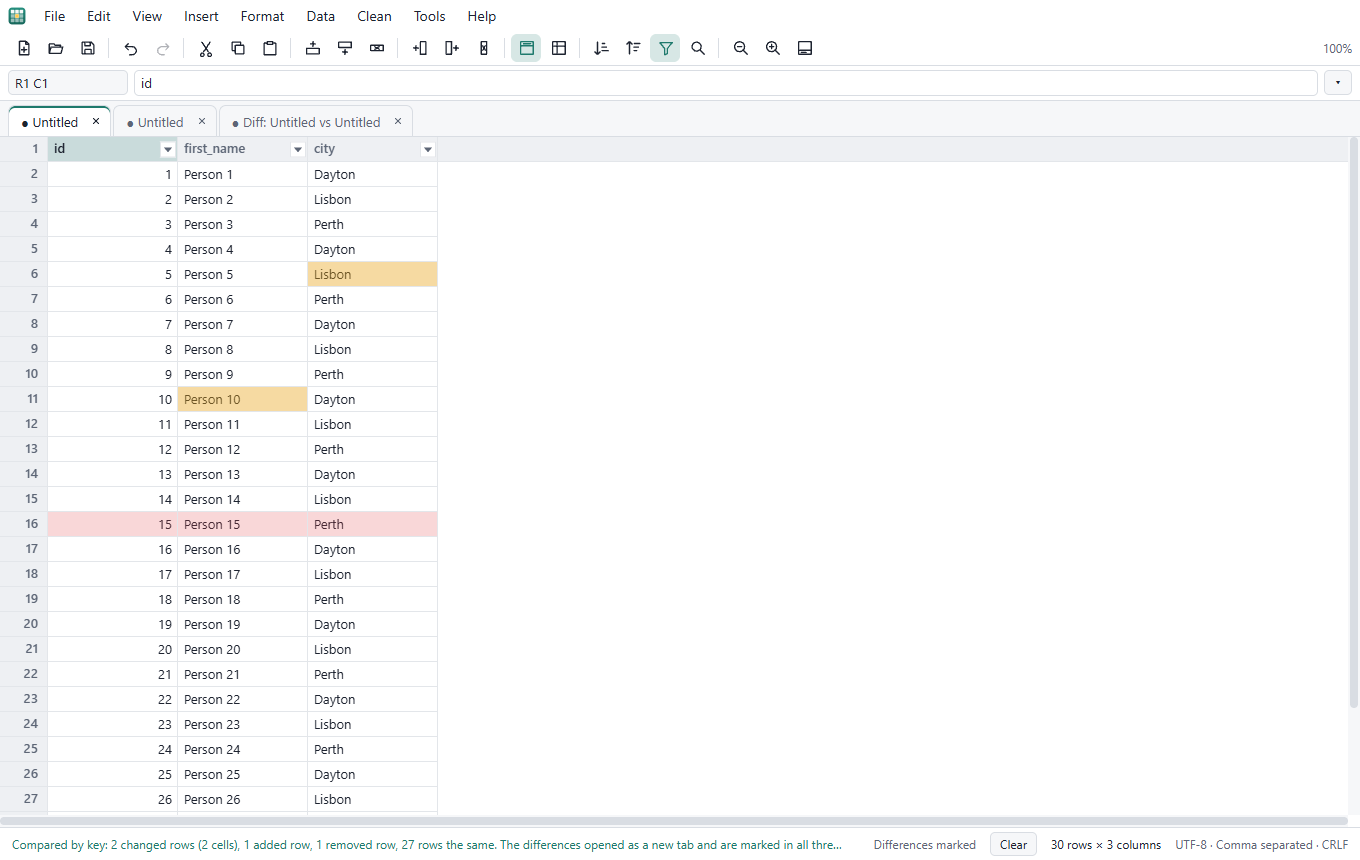 File Edit View Insert Format Data Clean Tools Help
100%
R1 C1 id
● Untitled × ● Untitled × ● Diff: Untitled vs Untitled ×
1 id first_name city
2 1 Person 1 Dayton
3 2 Person 2 Lisbon
4 3 Person 3 Perth
5 4 Person 4 Dayton
6 5 Person 5 Lisbon
7 6 Person 6 Perth
8 7 Person 7 Dayton
9 8 Person 8 Lisbon
10 9 Person 9 Perth
11 10 Person 10 Dayton
12 11 Person 11 Lisbon
13 12 Person 12 Perth
14 13 Person 13 Dayton
15 14 Person 14 Lisbon
16 15 Person 15 Perth
17 16 Person 16 Dayton
18 17 Person 17 Lisbon
19 18 Person 18 Perth
20 19 Person 19 Dayton
21 20 Person 20 Lisbon
22 21 Person 21 Perth
23 22 Person 22 Dayton
24 23 Person 23 Lisbon
25 24 Person 24 Perth
26 25 Person 25 Dayton
27 26 Person 26 Lisbon
Compared by key: 2 changed rows (2 cells), 1 added row, 1 removed row, 27 rows the same. The differences opened as a new tab and are marked in all thre... Differences marked Clear 30 rows × 3 columns UTF-8 · Comma separated · CRLF